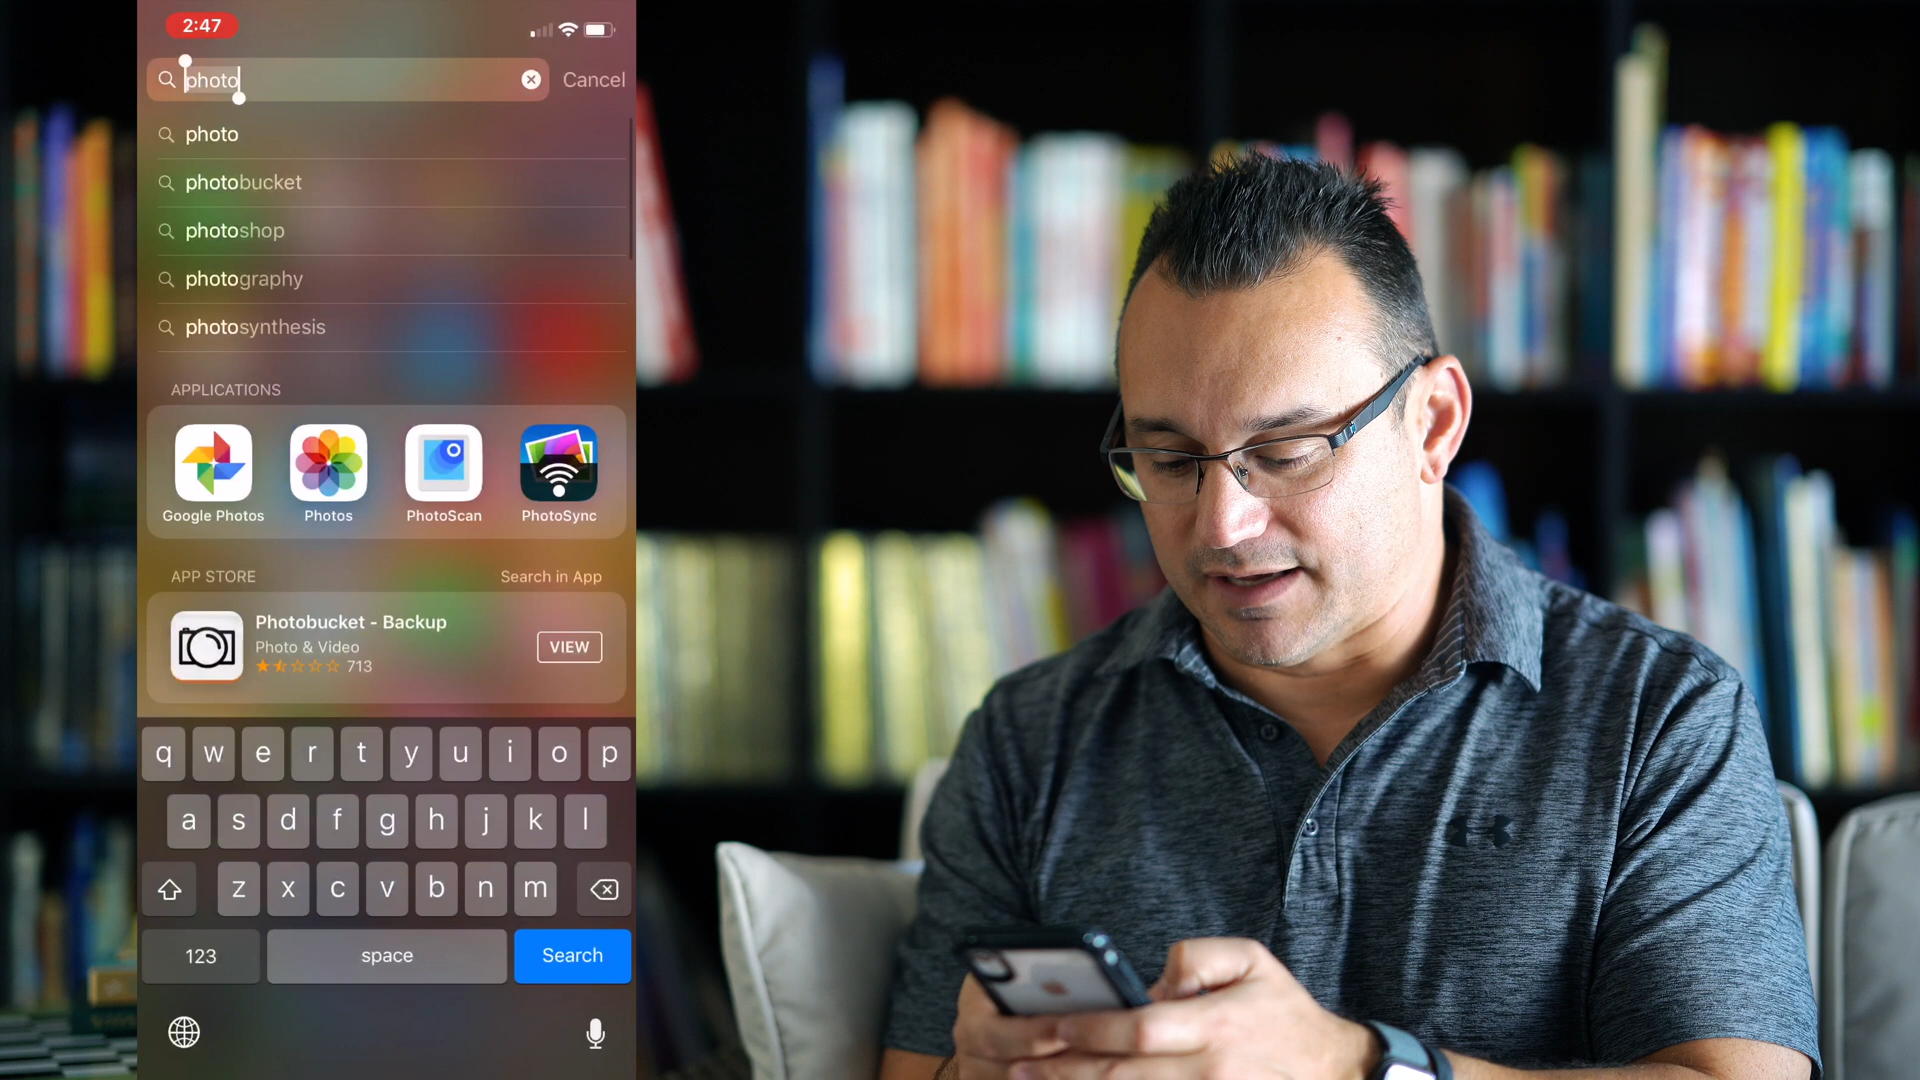 2:47
photo
Cancel
photo
photobucket
photoshop
photography
photosynthesis
APPLICATIONS
Google Photos
Photos
PhotoScan
PhotoSync
APP STORE
Search in App
Photobucket - Backup
Photo & Video
713
VIEW
q w e r t y u i o p
a s d f g h j k l
z x c v b n m
123
space
Search